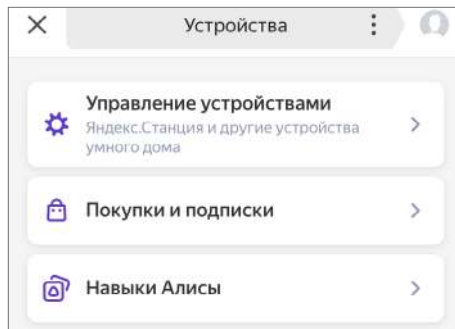 Устройства
Управление устройствами
Яндекс.Станция и другие устройства
умного дома
Покупки и подписки
Навыки Алисы